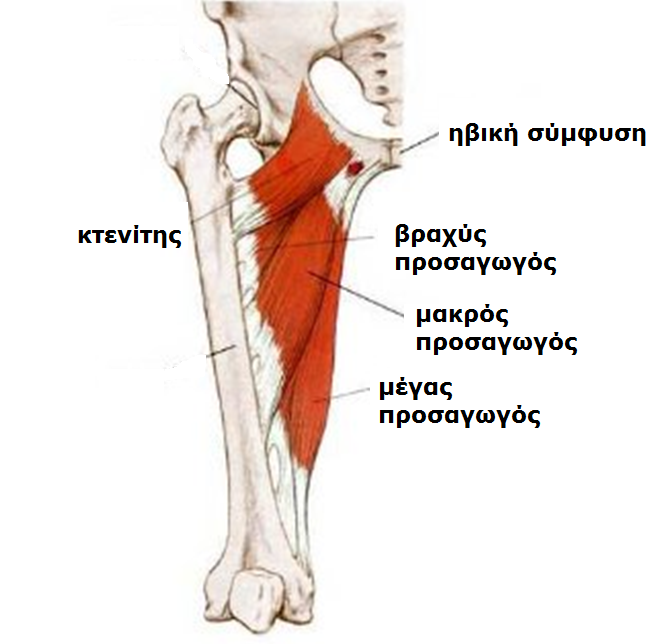 ηβική σύμφυση
κτενίτης
βραχύς
προσαγωγός
μακρός
προσαγωγός
μέγας
προσαγωγός